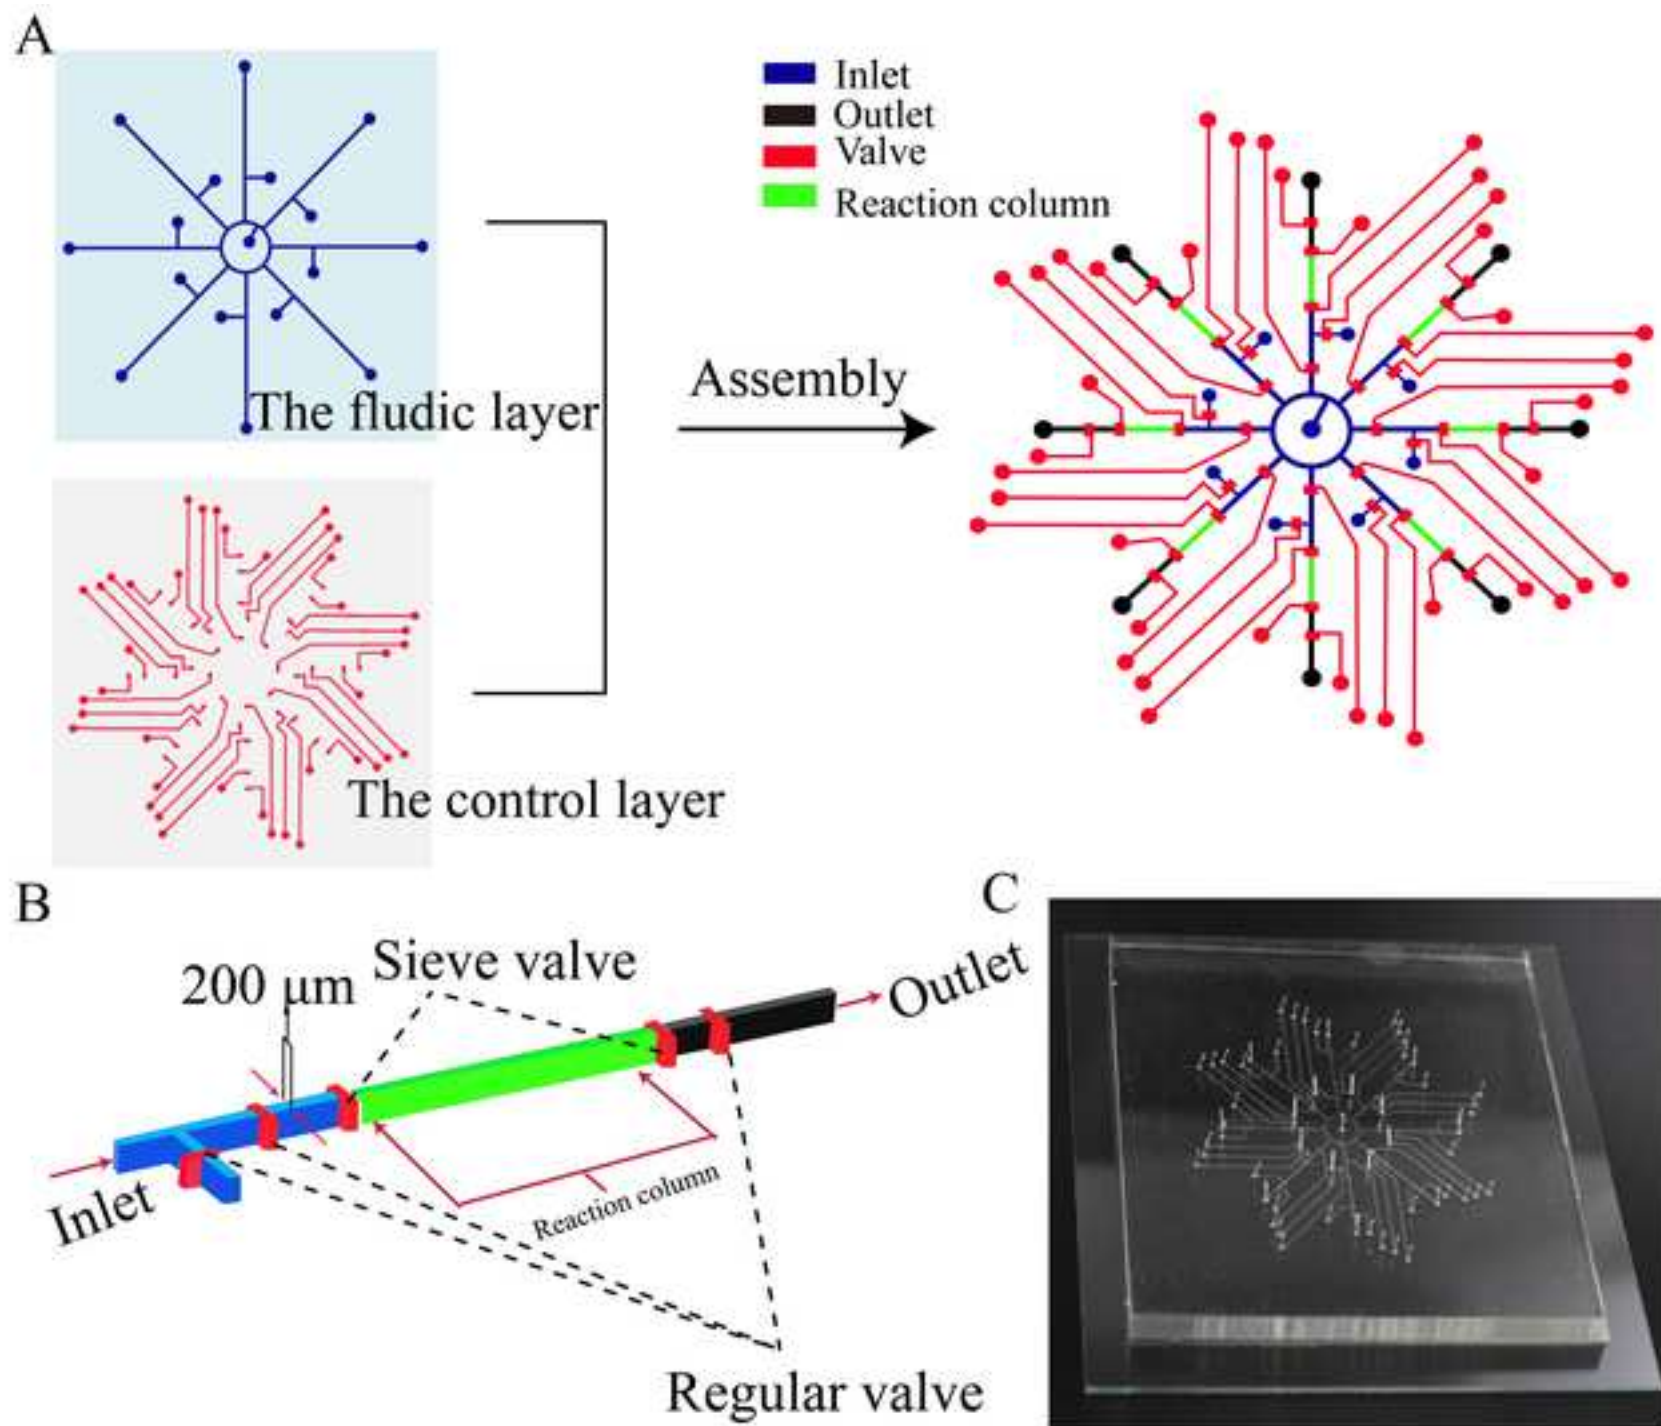 A
Inlet
Outlet
Valve
Reaction column
The fludic layer
Assembly
The control layer
B
C
Sieve valve
200 μm
Outlet
Inlet
Reaction column
Regular valve